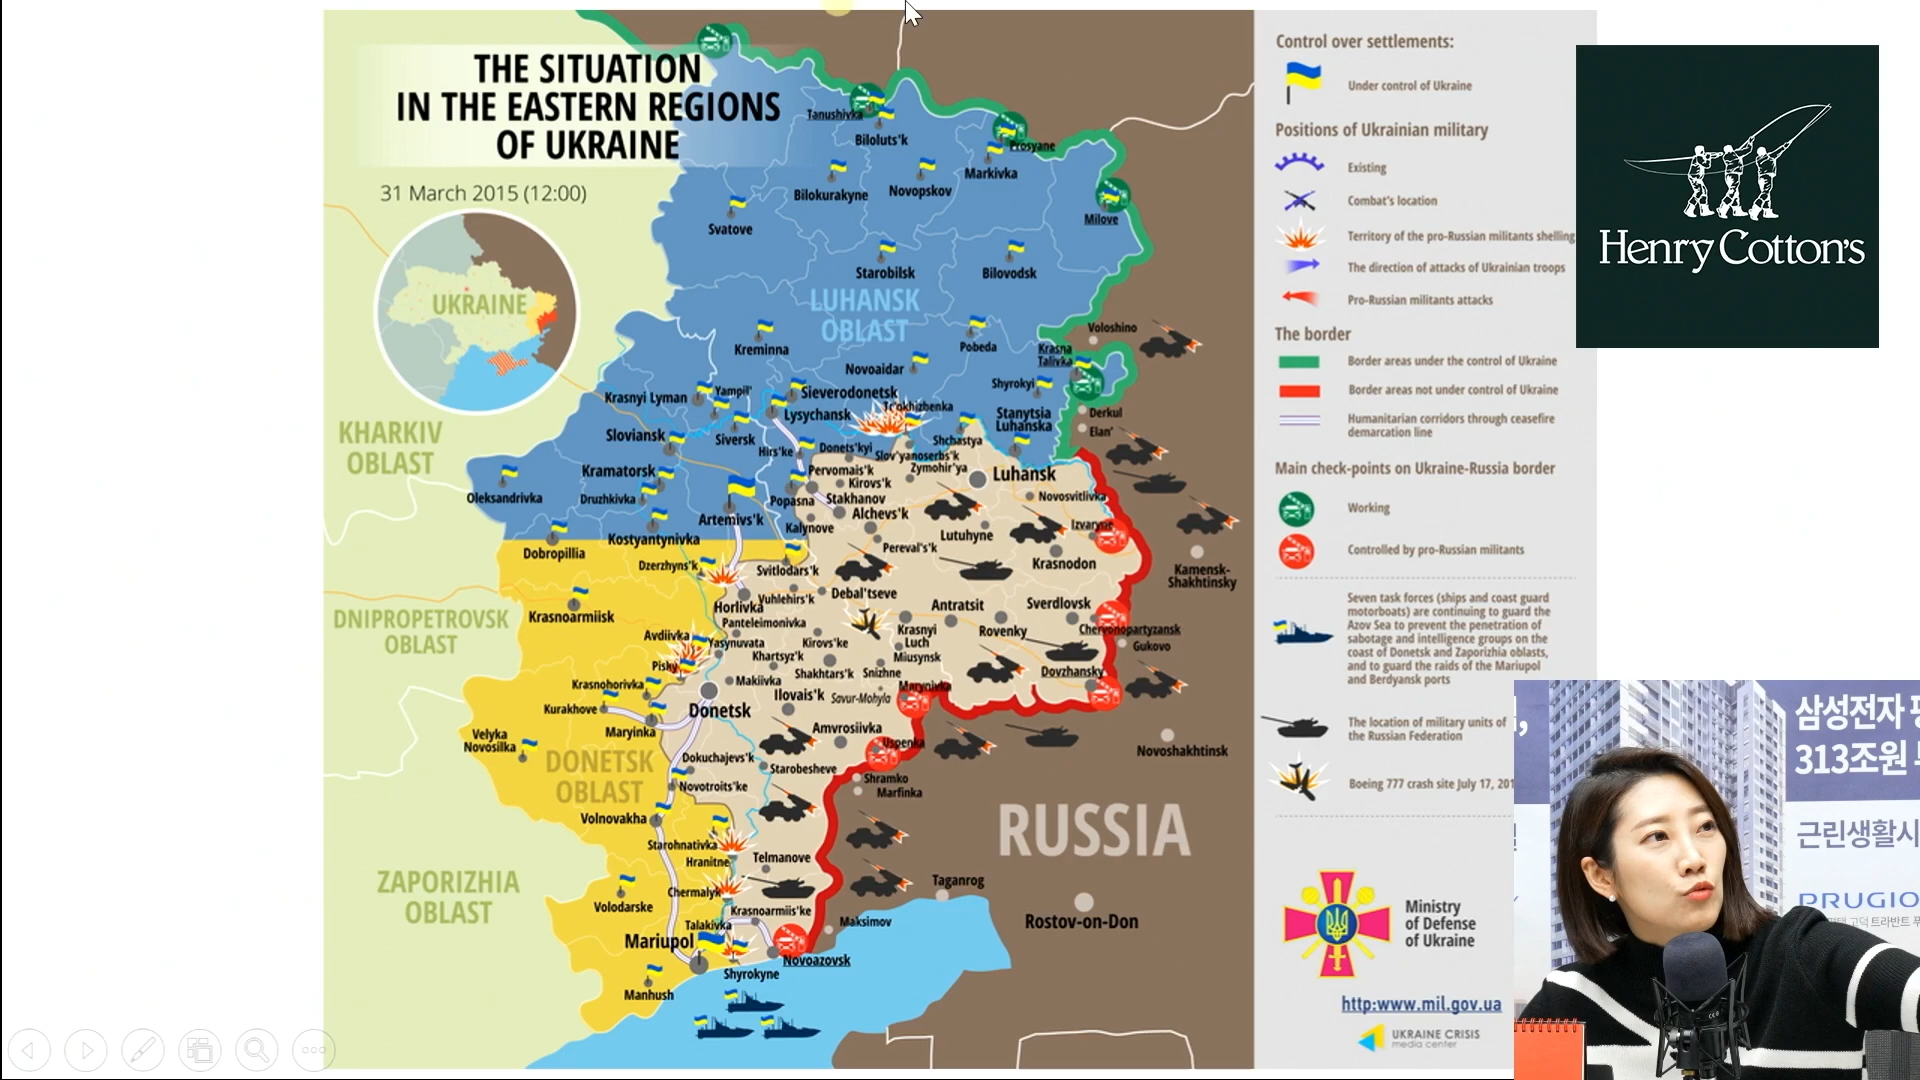 THE SITUATION
IN THE EASTERN REGIONS
OF UKRAINE
31 March 2015 (12:00)
UKRAINE
KHARKIV
OBLAST
DNIPROPETROVSK
OBLAST
ZAPORIZHIA
OBLAST
LUHANSK
OBLAST
DONETSK
OBLAST
RUSSIA
Tanushivka
Biloluts'k
Prosyane
Markivka
Bilokurakyne
Novopskov
Milove
Svatove
Starobilsk
Bilovodsk
Voloshino
Kreminna
Pobeda
Krasna
Talivka
Novoaidar
Shyrokyi
Krasnyi Lyman
Yampil'
Sieverodonetsk
Lysychansk
Stanytsia
Luhanska
Derkul
Elan'
Sloviansk
Siversk
Hirs'ke
Donets'kyi
Slov'yanoserbs'k
Shchastya
Zymohir'ya
Luhansk
Kramatorsk
Pervomais'k
Kirovs'k
Oleksandrivka
Druzhkivka
Popasna
Stakhanov
Novosvitlivka
Artemivs'k
Kalynove
Alchevs'k
Izvaryne
Lutuhyne
Dobropillia
Kostyantynivka
Pereval's'k
Krasnodon
Kamensk-
Shakhtinsky
Dzerzhyns'k
Svitlodars'k
Debal'tseve
Vuhlehirs'k
Krasnoarmiisk
Horlivka
Antratsit
Sverdlovsk
Panteleimonivka
Avdiivka
Yasynuvata
Kirovs'ke
Krasnyi
Luch
Rovenky
Chervonopartyzansk
Gukovo
Pisky
Khartsyz'k
Miusynsk
Krasnohorivka
Makiivka
Shakhtars'k
Snizhne
Dovzhansky
Kurakhove
Donetsk
Ilovais'k
Savur-Mohyla
Marynivka
Maryinka
Velyka
Novosilka
Amvrosiivka
Uspenka
Novoshakhtinsk
Dokuchajevs'k
Starobesheve
Shramko
Marfinka
Novotroits'ke
Volnovakha
Starohnativka
Hranitne
Telmanove
Chermalyk
Taganrog
Volodarske
Krasnoarmiis'ke
Maksimov
Rostov-on-Don
Talakivka
Mariupol
Novoazovsk
Shyrokyne
Manhush
Control over settlements:
Under control of Ukraine
Positions of Ukrainian military
Existing
Combat's location
Territory of the pro-Russian militants shelling
The direction of attacks of Ukrainian troops
Pro-Russian militants attacks
The border
Border areas under the control of Ukraine
Border areas not under control of Ukraine
Humanitarian corridors through ceasefire
demarcation line
Main check-points on Ukraine-Russia border
Working
Controlled by pro-Russian militants
Seven task forces (ships and coast guard
motorboats) are continuing to guard the
Azov Sea to prevent the penetration of
sabotage and intelligence groups on the
coast of Donetsk and Zaporizhia oblasts,
and to guard the raids of the Mariupol
and Berdyansk ports
The location of military units of
the Russian Federation
Boeing 777 crash site July 17, 201
Ministry
of Defense
of Ukraine
http:www.mil.gov.ua
UKRAINE CRISIS
media center
Henry Cotton's
삼성전자
313조원
근린생활시
PRUGIO